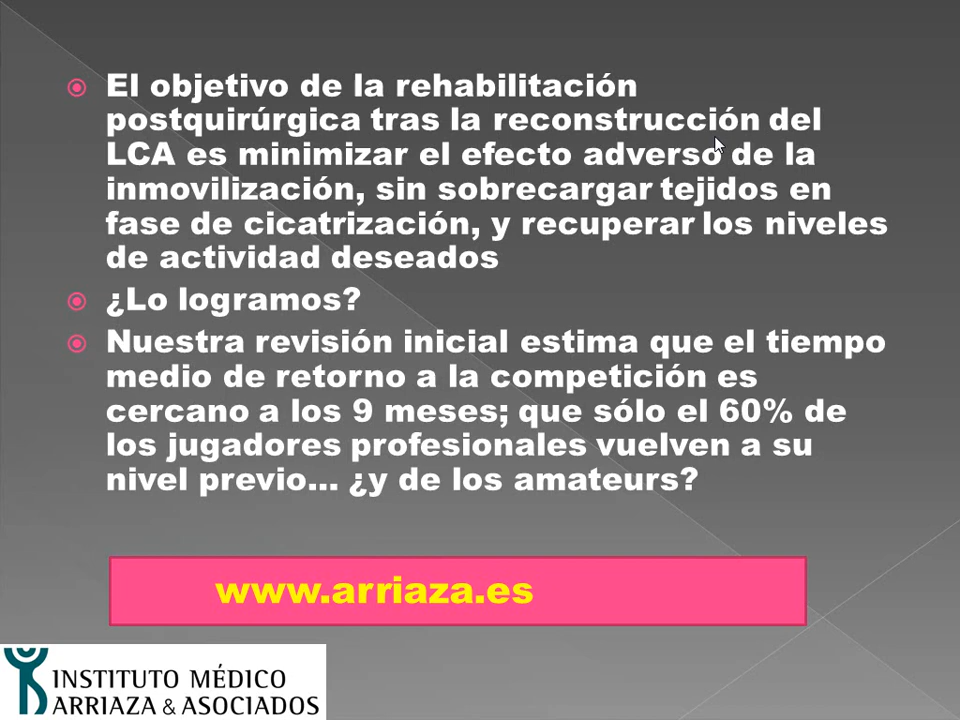 El objetivo de la rehabilitación
postquirúrgica tras la reconstrucción del
LCA es minimizar el efecto adverso de la
inmovilización, sin sobrecargar tejidos en
fase de cicatrización, y recuperar los niveles
de actividad deseados
¿Lo logramos?
Nuestra revisión inicial estima que el tiempo
medio de retorno a la competición es
cercano a los 9 meses; que sólo el 60% de
los jugadores profesionales vuelven a su
nivel previo... ¿y de los amateurs?
www.arriaza.es
INSTITUTO MÉDICO
ARRIAZA & ASOCIADOS